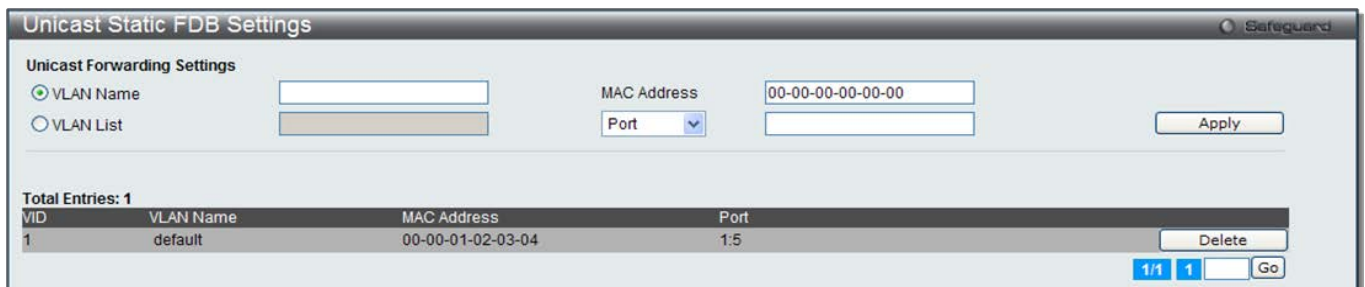 Unicast Static FDB Settings
Safeguard
Unicast Forwarding Settings
VLAN Name MAC Address 00-00-00-00-00-00
VLAN List Port Apply
Total Entries: 1
VID VLAN Name MAC Address Port
1 default 00-00-01-02-03-04 1:5 Delete
1/1 1 Go